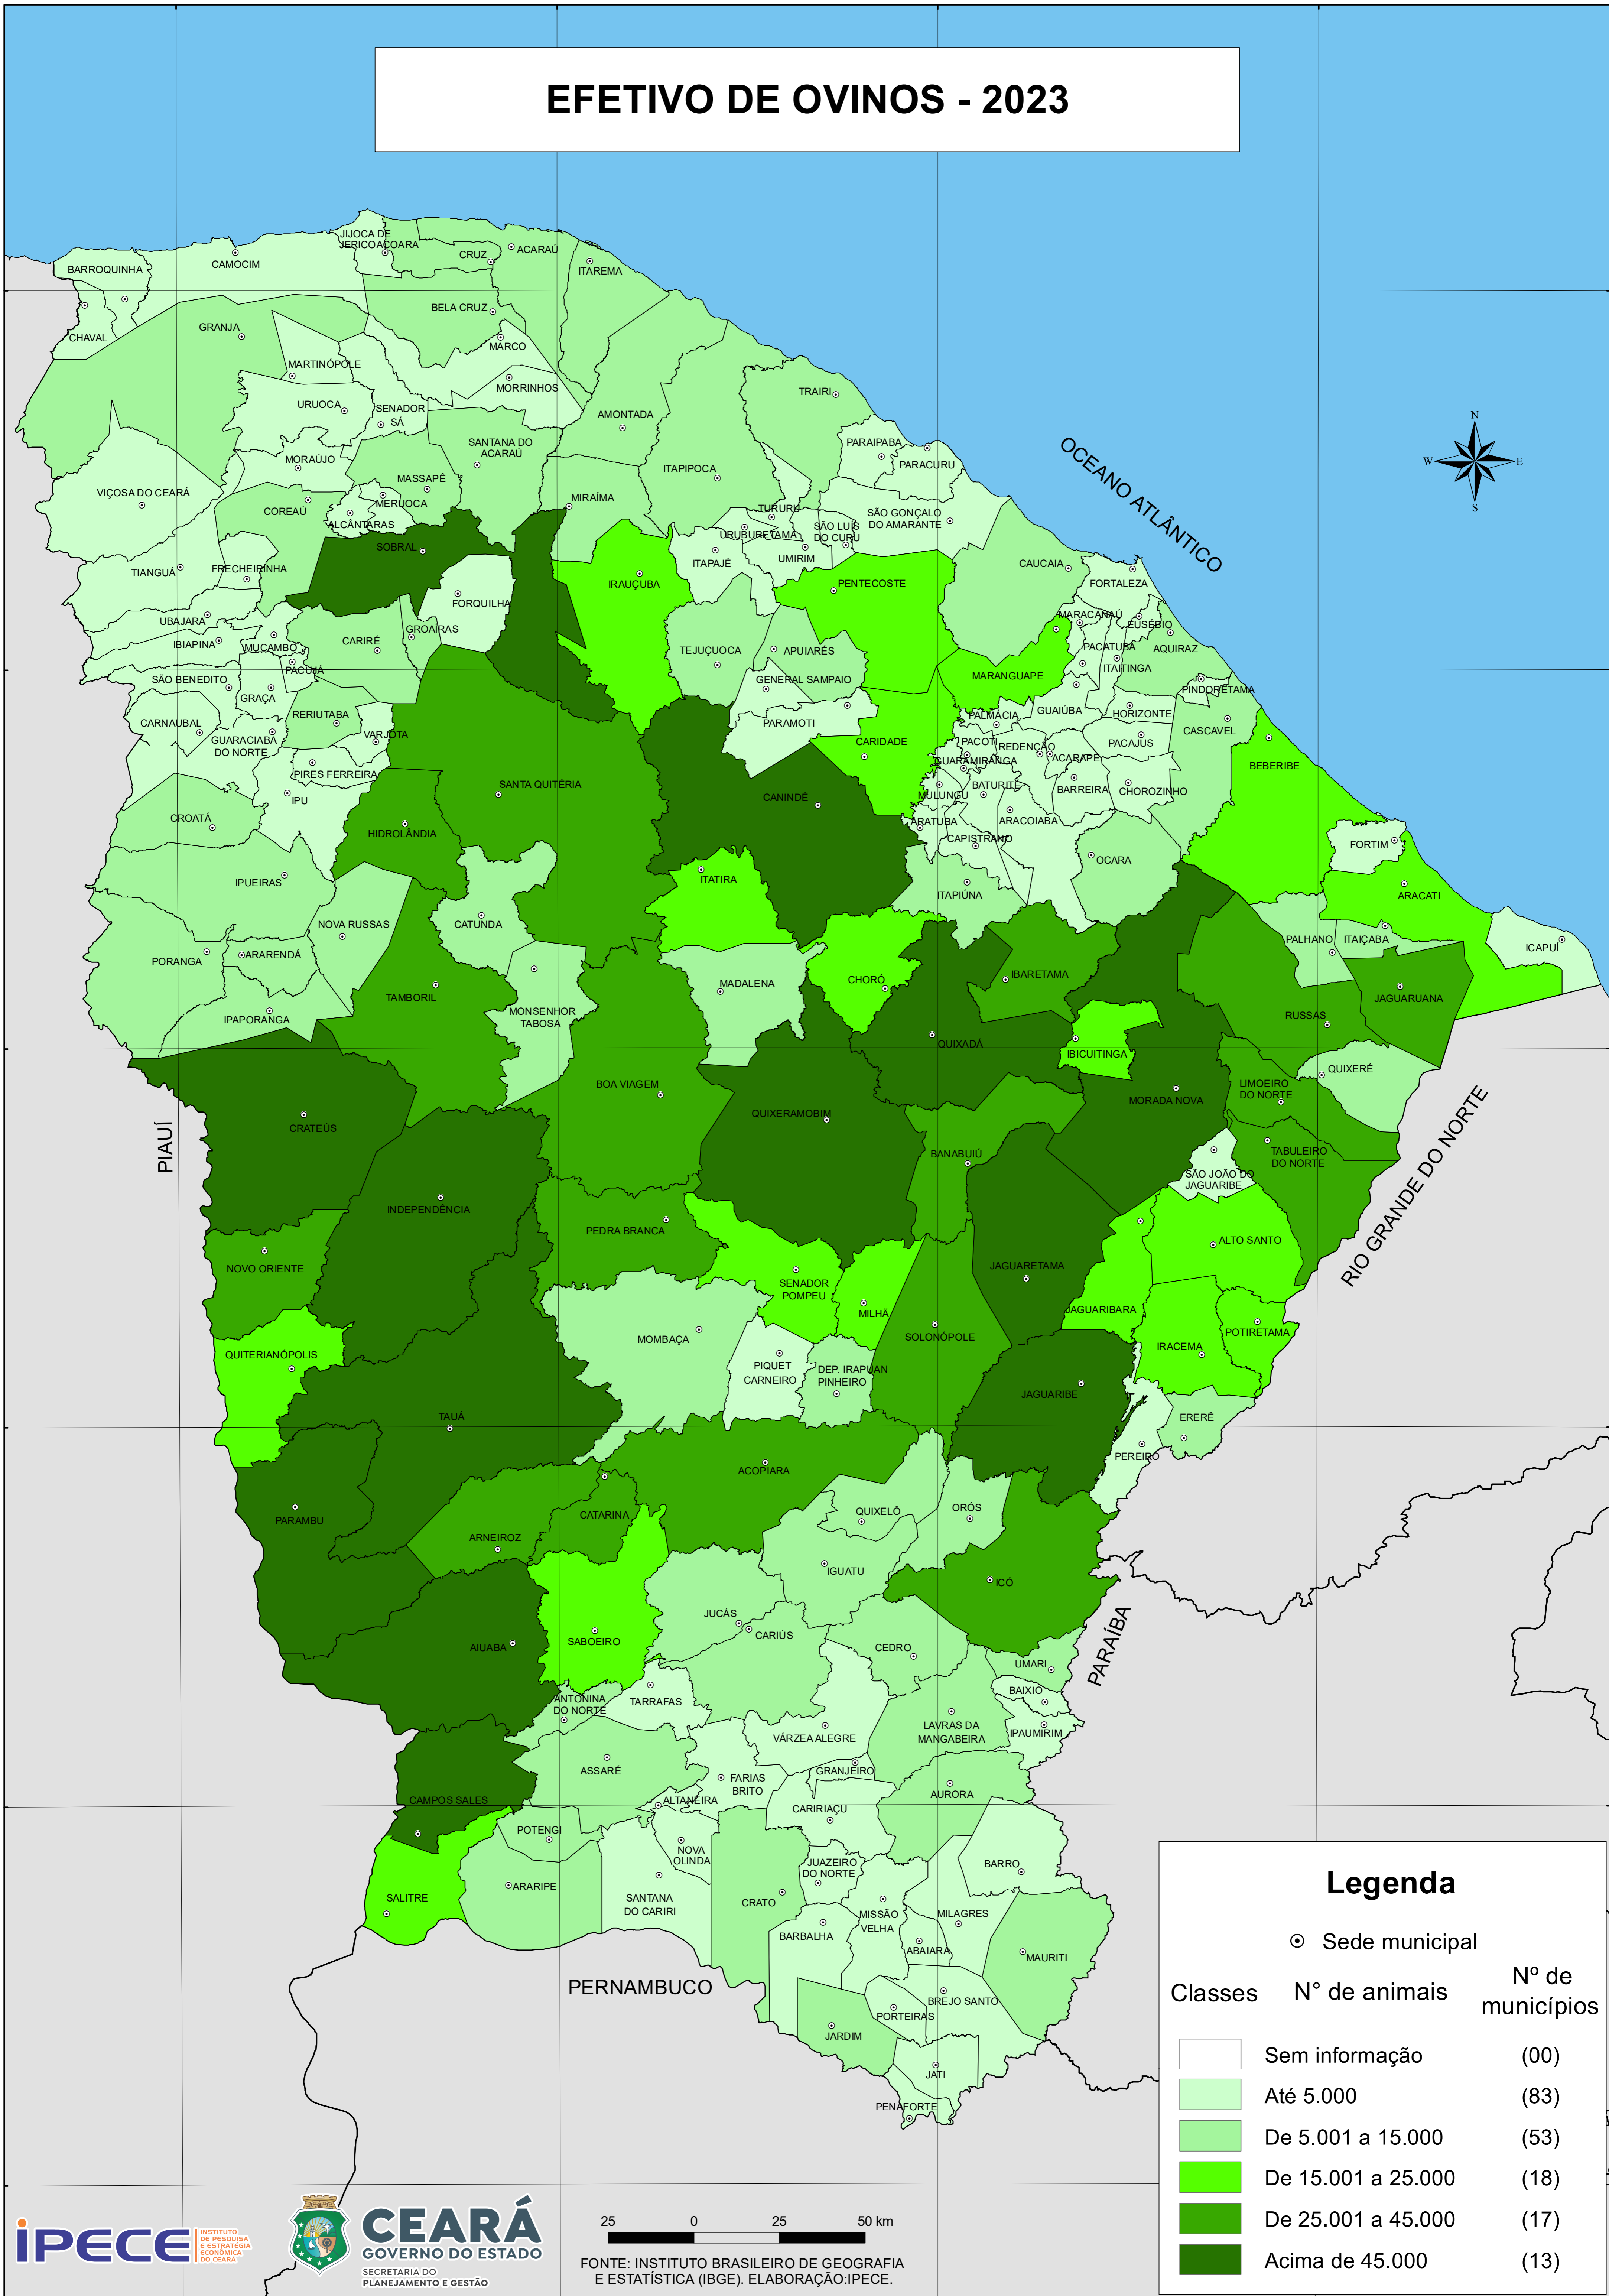 EFETIVO DE OVINOS - 2023
JIJOCA DE
JERICOACOARA
CRUZ
ACARAÚ
ITAREMA
BARROQUINHA
CAMOCIM
CHAVAL
GRANJA
BELA CRUZ
MARCO
MARTINÓPOLE
MORRINHOS
URUOCA
SENADOR
SÁ
AMONTADA
TRAIRI
N
W
E
S
OCEANO ATLÂNTICO
MORAÚJO
SANTANA DO
ACARAÚ
ITAPIPOCA
PARAIPABA
PARACURU
VIÇOSA DO CEARÁ
MASSAPÊ
MERUOCA
MIRAÍMA
COREAÚ
ALCÂNTARAS
TURURU
URUBURETAMA
SÃO LUÍS
DO CURU
SÃO GONÇALO
DO AMARANTE
SOBRAL
TIANGUÁ
FRECHEIRINHA
IRAUÇUBA
ITAPAJÉ
UMIRIM
PENTECOSTE
CAUCAIA
FORTALEZA
FORQUILHA
UBAJARA
IBIAPINA
MUCAMBO
CARIRÉ
GROAÍRAS
PACUJÁ
TEJUÇUOCA
APUIARÉS
MARACANAÚ
EUSÉBIO
PACATUBA
AQUIRAZ
ITAITINGA
SÃO BENEDITO
GRAÇA
GENERAL SAMPAIO
MARANGUAPE
PINDORETAMA
CARNAUBAL
RERIUTABA
GUARACIABA
DO NORTE
VARJOTA
PARAMOTI
CARIDADE
PALMÁCIA
GUAIÚBA
HORIZONTE
CASCAVEL
PACOTI
REDENÇÃO
ACARAPE
PACAJUS
GUARAMIRANGA
PIRES FERREIRA
IPU
SANTA QUITÉRIA
CANINDÉ
MULUNGU
BATURITÉ
BARREIRA
CHOROZINHO
BEBERIBE
CROATÁ
HIDROLÂNDIA
ARATUBA
ARACOIABA
CAPISTRANO
FORTIM
OCARA
IPUEIRAS
ITATIRA
ITAPIÚNA
ARACATI
NOVA RUSSAS
CATUNDA
PORANGA
ARARENDÁ
PALHANO
ITAIÇABA
ICAPUÍ
TAMBORIL
MADALENA
CHORÓ
IBARETAMA
JAGUARUANA
IPAPORANGA
MONSENHOR
TABOSA
RUSSAS
QUIXADÁ
IBICUITINGA
QUIXERÉ
BOA VIAGEM
LIMOEIRO
DO NORTE
MORADA NOVA
PIAUÍ
CRATEÚS
QUIXERAMOBIM
BANABUIÚ
TABULEIRO
DO NORTE
RIO GRANDE DO NORTE
SÃO JOÃO DO
JAGUARIBE
INDEPENDÊNCIA
PEDRA BRANCA
ALTO SANTO
NOVO ORIENTE
SENADOR
POMPEU
MILHÃ
JAGUARETAMA
JAGUARIBARA
SOLONÓPOLE
MOMBAÇA
IRACEMA
POTIRETAMA
QUITERIANÓPOLIS
PIQUET
CARNEIRO
DEP. IRAPUAN
PINHEIRO
JAGUARIBE
TAUÁ
ERERÊ
PEREIRO
ACOPIARA
PARAMBU
CATARINA
QUIXELÔ
ORÓS
ARNEIROZ
IGUATU
ICÓ
JUCÁS
CARIÚS
SABOEIRO
AIUABA
CEDRO
PARAÍBA
UMARI
BAIXIO
ANTONINA
DO NORTE
TARRAFAS
LAVRAS DA
MANGABEIRA
IPAUMIRIM
VÁRZEA ALEGRE
ASSARÉ
FARIAS
BRITO
GRANJEIRO
AURORA
CAMPOS SALES
ALTANEIRA
CARIRIAÇU
POTENGI
NOVA
OLINDA
JUAZEIRO
DO NORTE
BARRO
SALITRE
ARARIPE
SANTANA
DO CARIRI
CRATO
MISSÃO
VELHA
MILAGRES
BARBALHA
ABAIARA
MAURITI
PERNAMBUCO
BREJO SANTO
PORTEIRAS
JARDIM
JATI
PENAFORTE
Legenda
Sede municipal
Classes N° de animais Nº de
municípios
Sem informação (00)
Até 5.000 (83)
De 5.001 a 15.000 (53)
De 15.001 a 25.000 (18)
De 25.001 a 45.000 (17)
Acima de 45.000 (13)
IPECE
INSTITUTO
DE PESQUISA
E ESTRATÉGIA
ECONÔMICA
DO CEARÁ
CEARÁ
GOVERNO DO ESTADO
SECRETARIA DO
PLANEJAMENTO E GESTÃO
25 0 25 50 km
FONTE: INSTITUTO BRASILEIRO DE GEOGRAFIA
E ESTATÍSTICA (IBGE). ELABORAÇÃO:IPECE.